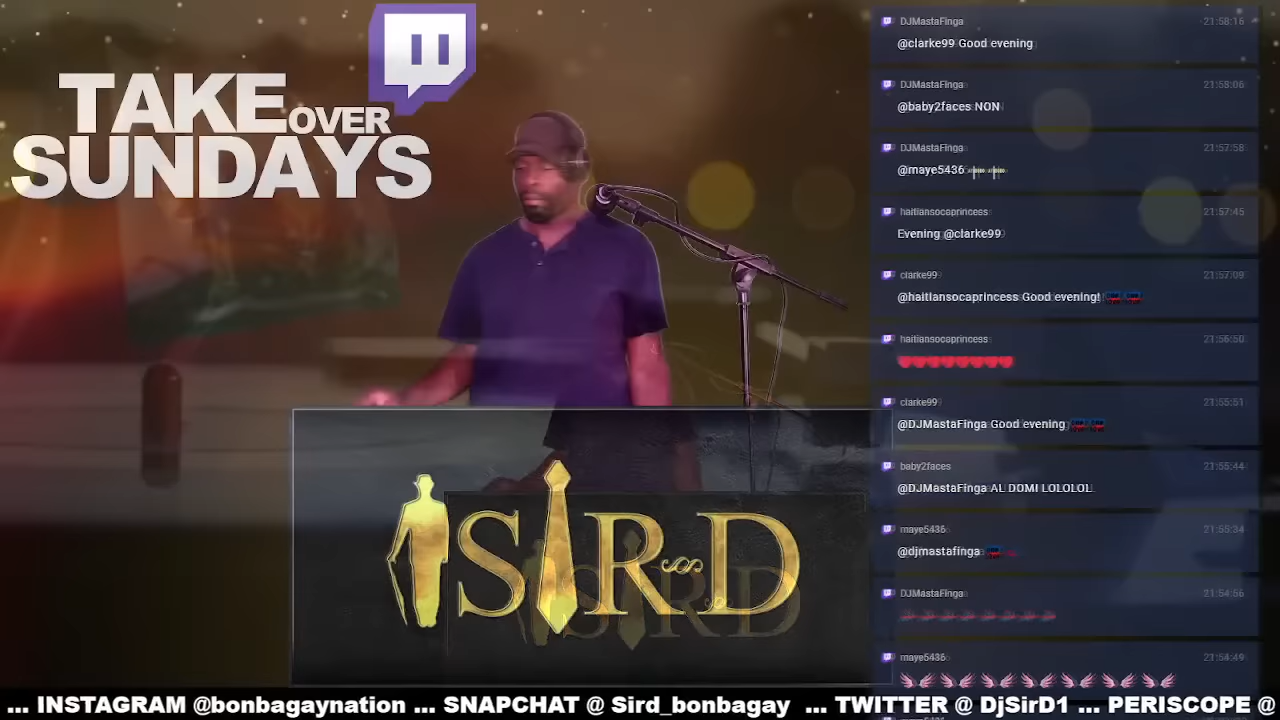 TAKE OVER
SUNDAYS
SIR D
DJMastaFinga 21:58:16
@clarke99 Good evening
DJMastaFinga 21:58:06
@baby2faces NON
DJMastaFinga 21:57:58
@maye5436
haitiansocaprincess 21:57:45
Evening @clarke99
clarke99 21:57:09
@haitiansocaprincess Good evening!
haitiansocaprincess 21:56:50
clarke99 21:55:51
@DJMastaFinga Good evening
baby2faces 21:55:44
@DJMastaFinga AL DOMI LOLOLOL
maye5436 21:55:34
@djmastafinga
DJMastaFinga 21:54:56
maye5436 21:54:49
... INSTAGRAM @bonbagaynation ... SNAPCHAT @ Sird_bonbagay ... TWITTER @ DjSirD1 ... PERISCOPE @